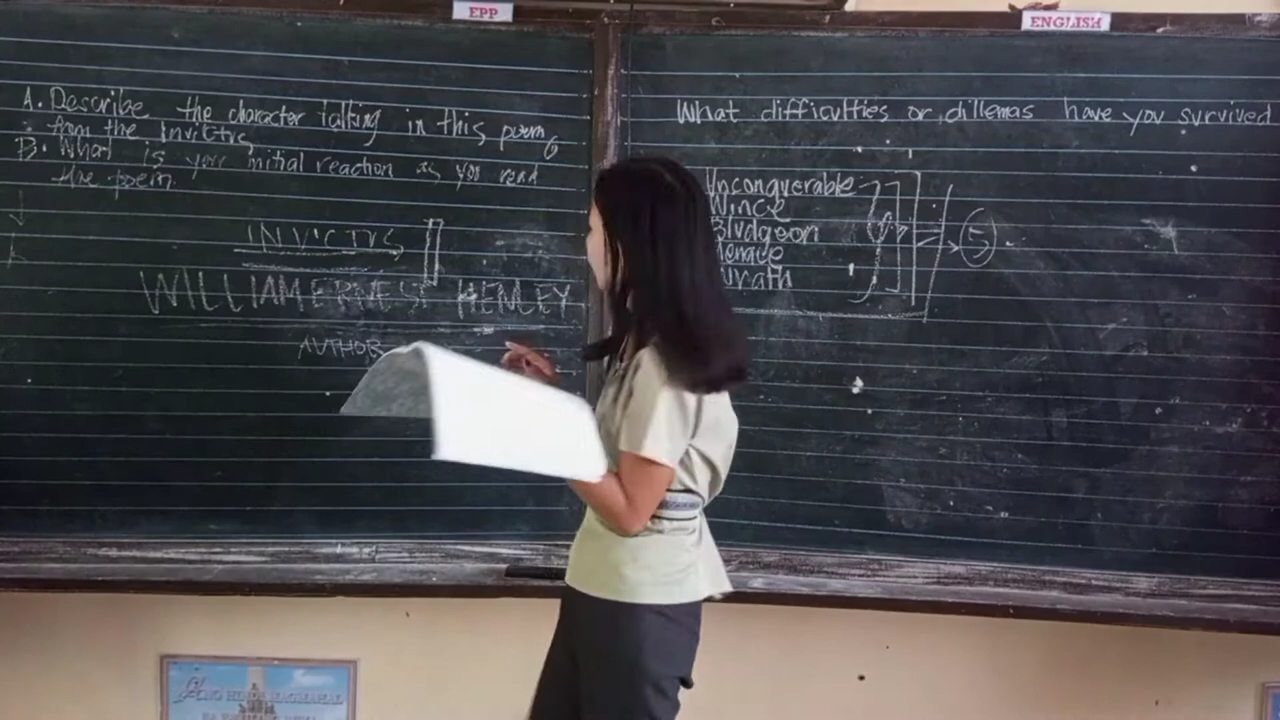 EPP
ENGLISH
A. Describe the character talking in this poem
from the Invictus
B. What is your initial reaction as you read
the poem.
INVICTUS
WILLIAM ERNEST HENLEY
AUTHOR
What difficulties or dillemas have you survived
Unconquerable
Wince
Bludgeon
Menace
Wrath
5